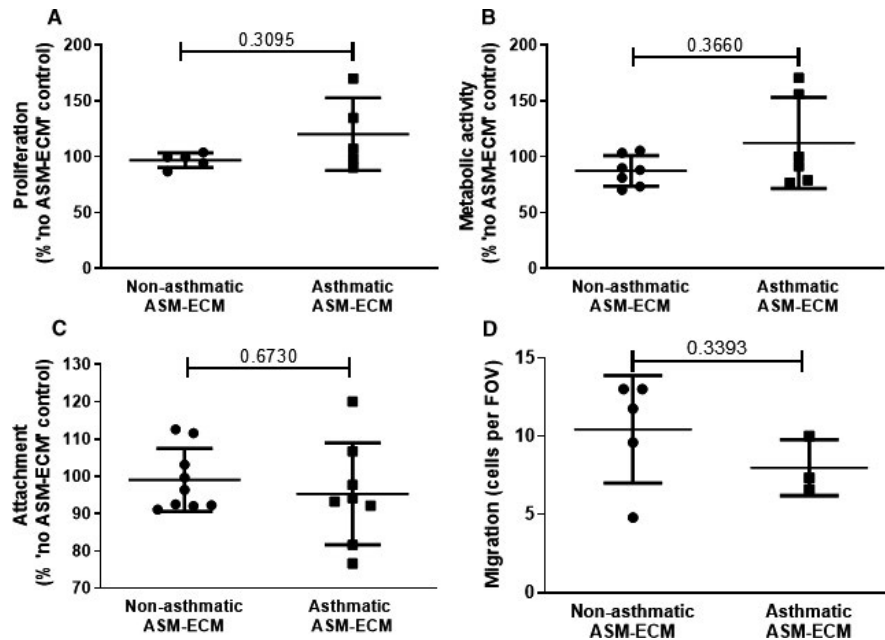 A
0.3095
200
150
100
50
0
Proliferation
(% 'no ASM-ECM' control)
Non-asthmatic
ASM-ECM
Asthmatic
ASM-ECM
B
0.3660
200
150
100
50
0
Metabolic activity
(% 'no ASM-ECM' control)
Non-asthmatic
ASM-ECM
Asthmatic
ASM-ECM
C
0.6730
130
120
110
100
90
80
70
Attachment
(% 'no ASM-ECM' control)
Non-asthmatic
ASM-ECM
Asthmatic
ASM-ECM
D
0.3393
15
10
5
0
Migration (cells per FOV)
Non-asthmatic
ASM-ECM
Asthmatic
ASM-ECM